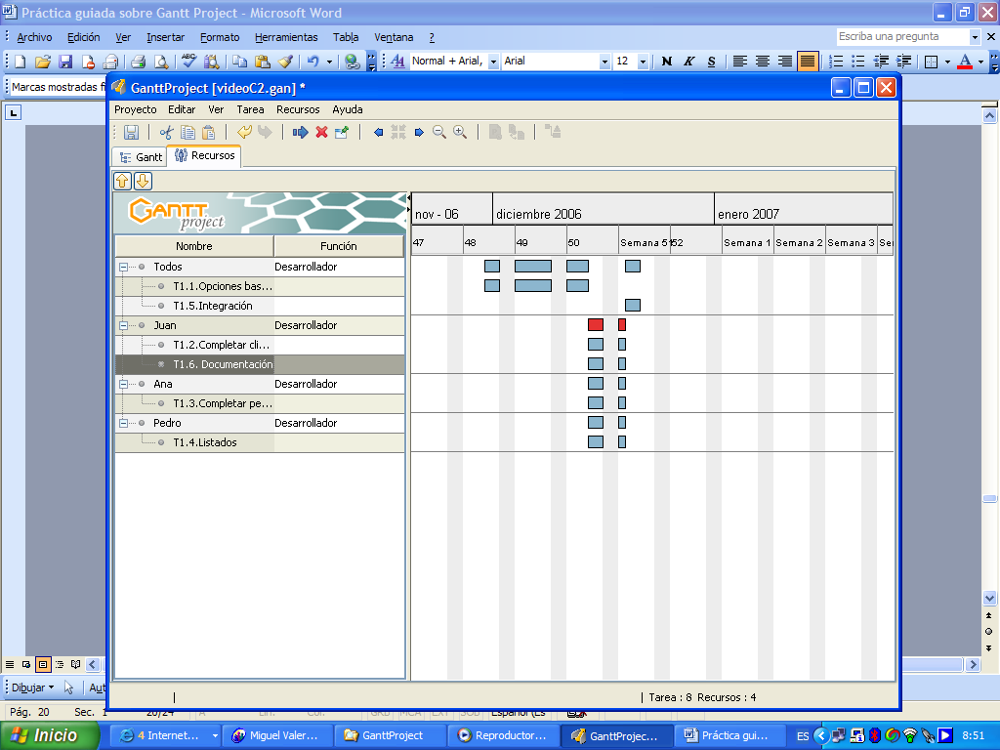 Práctica guiada sobre Gantt Project - Microsoft Word
Archivo Edición Ver Insertar Formato Herramientas Tabla Ventana ?
Escriba una pregunta
Normal + Arial, Arial 12 N K S
Marcas mostradas fi
GanttProject [videoC2.gan] *
Proyecto Editar Ver Tarea Recursos Ayuda
Gantt Recursos
GANTT project
nov - 06 diciembre 2006 enero 2007
47 48 49 50 Semana 51 52 Semana 1 Semana 2 Semana 3 Se
Nombre Función
Todos Desarrollador
T1.1.Opciones bas...
T1.5.Integración
Juan Desarrollador
T1.2.Completar cli...
T1.6. Documentación
Ana Desarrollador
T1.3.Completar pe...
Pedro Desarrollador
T1.4.Listados
Tarea : 8 Recursos : 4
Dibujar Aut
Pág. 20 Sec. 1 20/24 Español (Es
Inicio 4 Internet... Miguel Valer... GanttProject Reproductor... GanttProjec... Práctica gui... ES 8:51